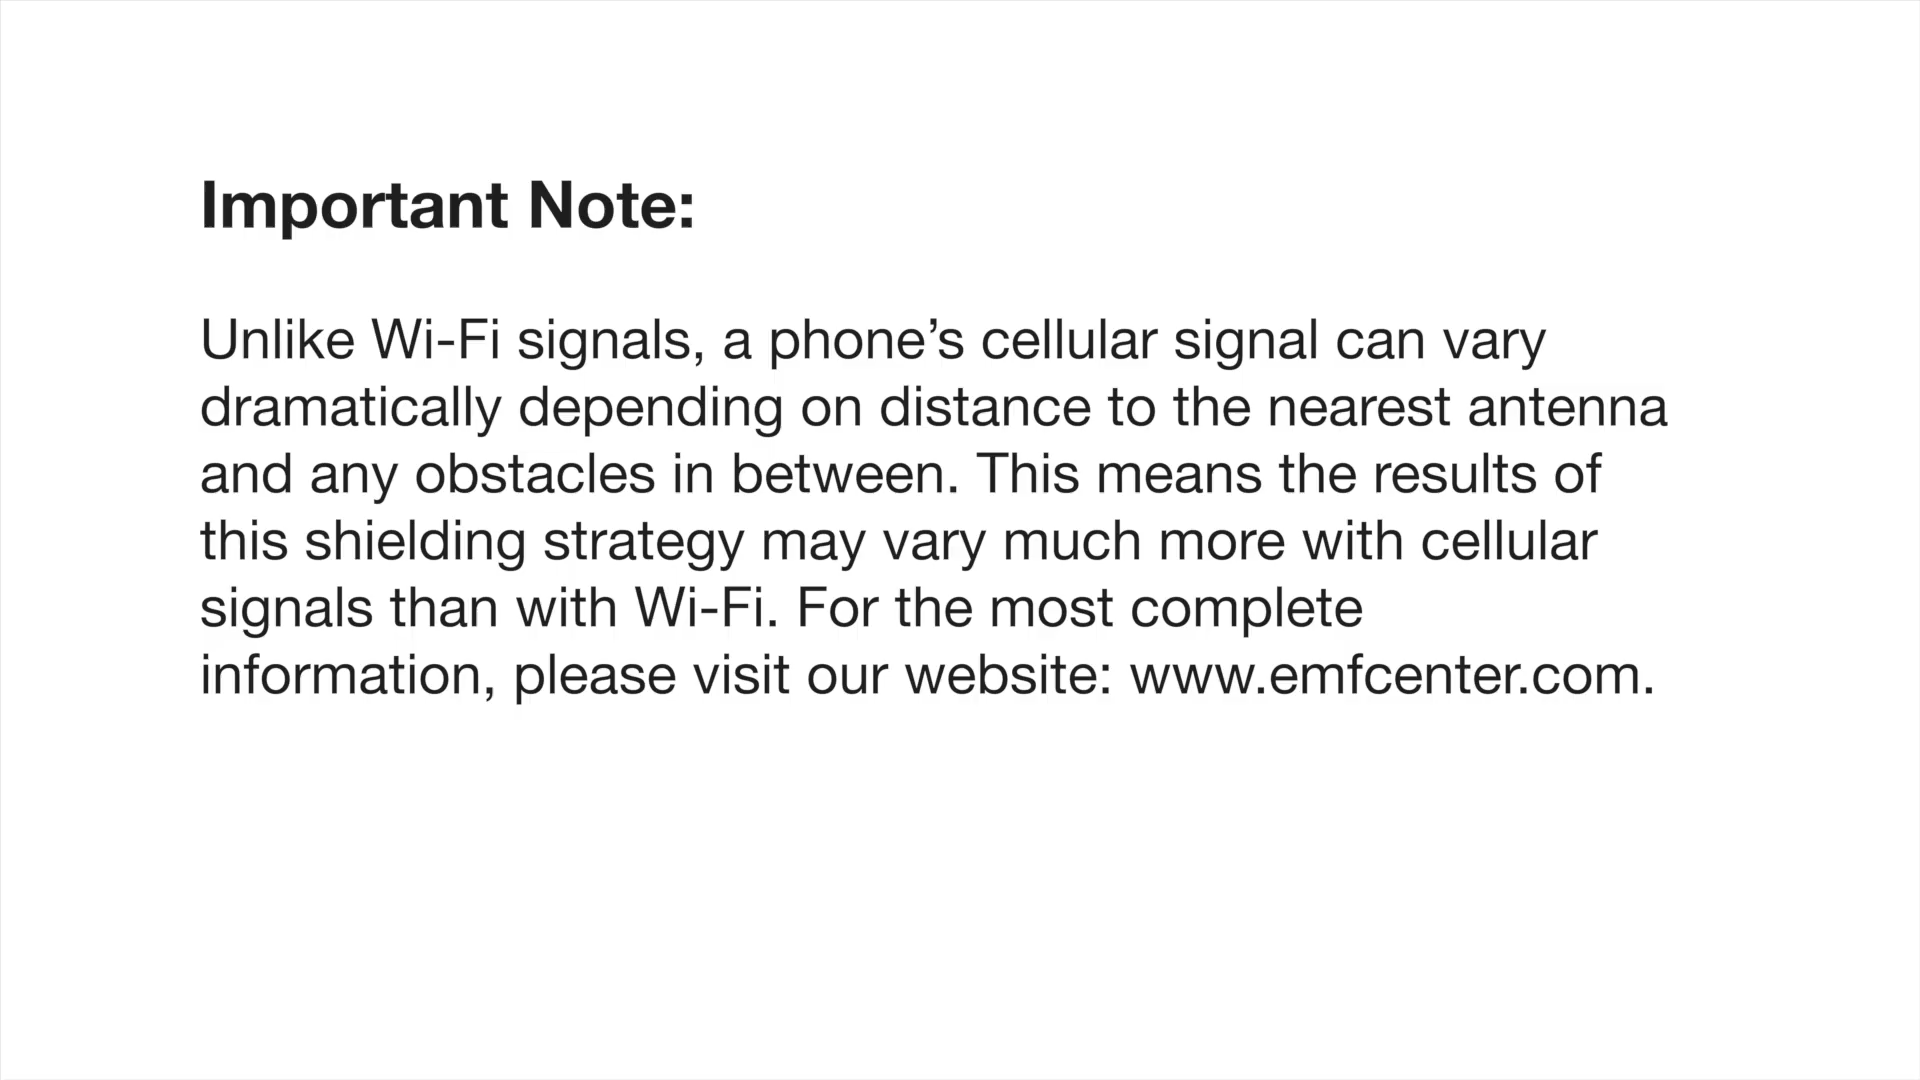 Important Note:
Unlike Wi-Fi signals, a phone’s cellular signal can vary
dramatically depending on distance to the nearest antenna
and any obstacles in between. This means the results of
this shielding strategy may vary much more with cellular
signals than with Wi-Fi. For the most complete
information, please visit our website: www.emfcenter.com.